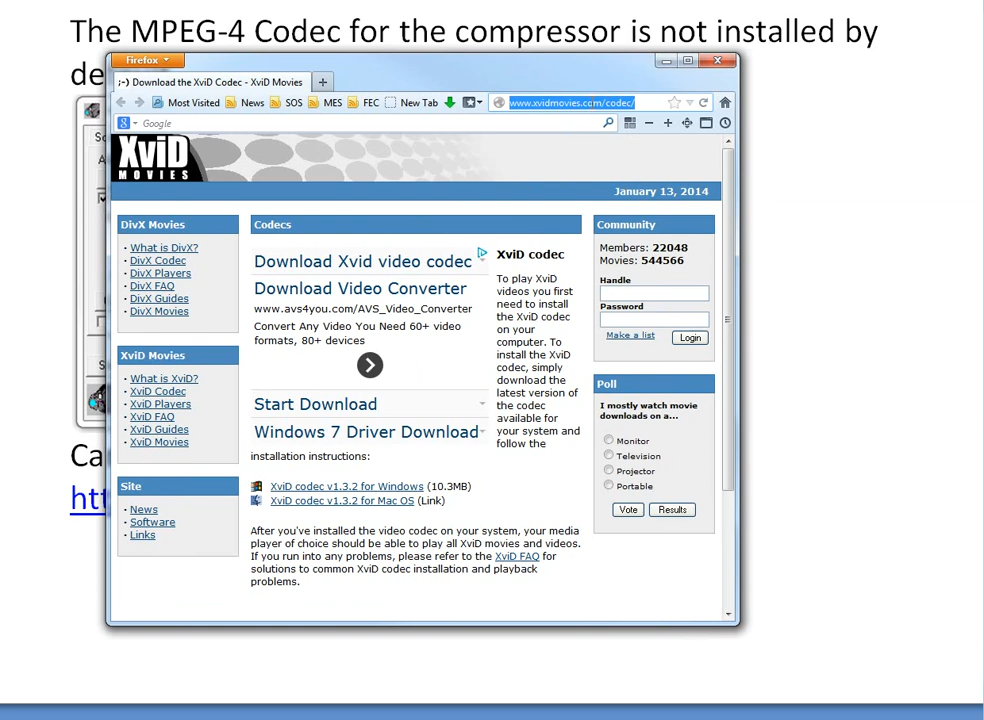 The MPEG-4 Codec for the compressor is not installed by
de
Firefox
;-) Download the XviD Codec - XviD Movies
+
Most Visited
News
SOS
MES
FEC
New Tab
www.xvidmovies.com/codec/
Google
XviD
MOVIES
January 13, 2014
DivX Movies
· What is DivX?
· DivX Codec
· DivX Players
· DivX FAQ
· DivX Guides
· DivX Movies
XviD Movies
· What is XviD?
· XviD Codec
· XviD Players
· XviD FAQ
· XviD Guides
· XviD Movies
Site
· News
· Software
· Links
Codecs
Download Xvid video codec
Download Video Converter
www.avs4you.com/AVS_Video_Converter
Convert Any Video You Need 60+ video
formats, 80+ devices
Start Download
Windows 7 Driver Download
XviD codec
To play XviD
videos you first
need to install
the XviD codec
on your
computer. To
install the XviD
codec, simply
download the
latest version of
the codec
available for
your system and
follow the
installation instructions:
XviD codec v1.3.2 for Windows (10.3MB)
XviD codec v1.3.2 for Mac OS (Link)
After you've installed the video codec on your system, your media
player of choice should be able to play all XviD movies and videos.
If you run into any problems, please refer to the XviD FAQ for
solutions to common XviD codec installation and playback
problems.
Community
Members: 22048
Movies: 544566
Handle
Password
Make a list
Login
Poll
I mostly watch movie
downloads on a...
Monitor
Television
Projector
Portable
Vote
Results
Ca
htt